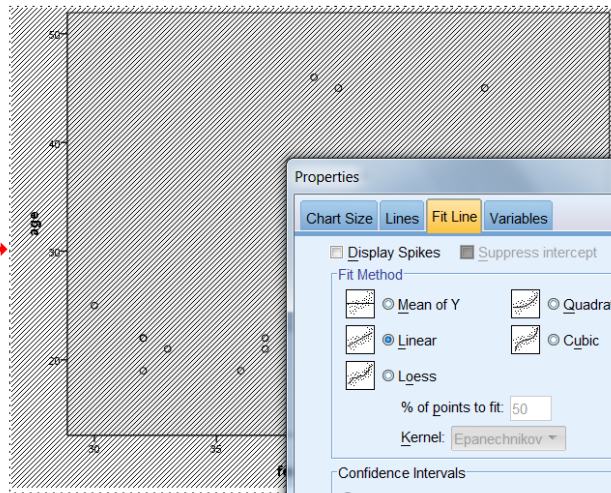 50
40
30
20
age
30
35
Properties
Chart Size Lines Fit Line Variables
Display Spikes Suppress intercept
Fit Method
Mean of Y
Linear
Cubic
Loess
% of points to fit: 50
Kernel: Epanechnikov
Confidence Intervals